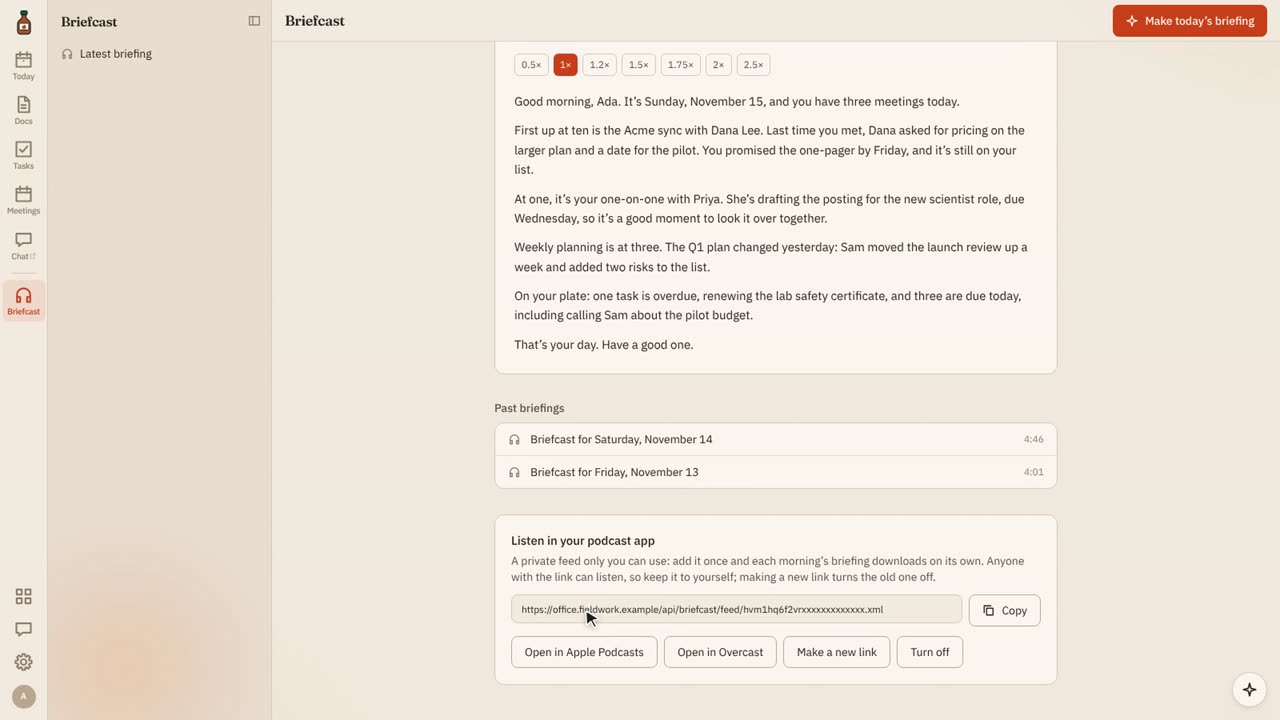 Briefcast
Briefcast
Make today's briefing
Latest briefing
Today
Docs
Tasks
Meetings
Chat
Briefcast
A
0.5×
1×
1.2×
1.5×
1.75×
2×
2.5×
Good morning, Ada. It's Sunday, November 15, and you have three meetings today.
First up at ten is the Acme sync with Dana Lee. Last time you met, Dana asked for pricing on the
larger plan and a date for the pilot. You promised the one-pager by Friday, and it's still on your
list.
At one, it's your one-on-one with Priya. She's drafting the posting for the new scientist role, due
Wednesday, so it's a good moment to look it over together.
Weekly planning is at three. The Q1 plan changed yesterday: Sam moved the launch review up a
week and added two risks to the list.
On your plate: one task is overdue, renewing the lab safety certificate, and three are due today,
including calling Sam about the pilot budget.
That's your day. Have a good one.
Past briefings
Briefcast for Saturday, November 14
4:46
Briefcast for Friday, November 13
4:01
Listen in your podcast app
A private feed only you can use: add it once and each morning's briefing downloads on its own. Anyone
with the link can listen, so keep it to yourself; making a new link turns the old one off.
https://office.fieldwork.example/api/briefcast/feed/hvm1hq6f2vrxxxxxxxxxxxxx.xml
Copy
Open in Apple Podcasts
Open in Overcast
Make a new link
Turn off